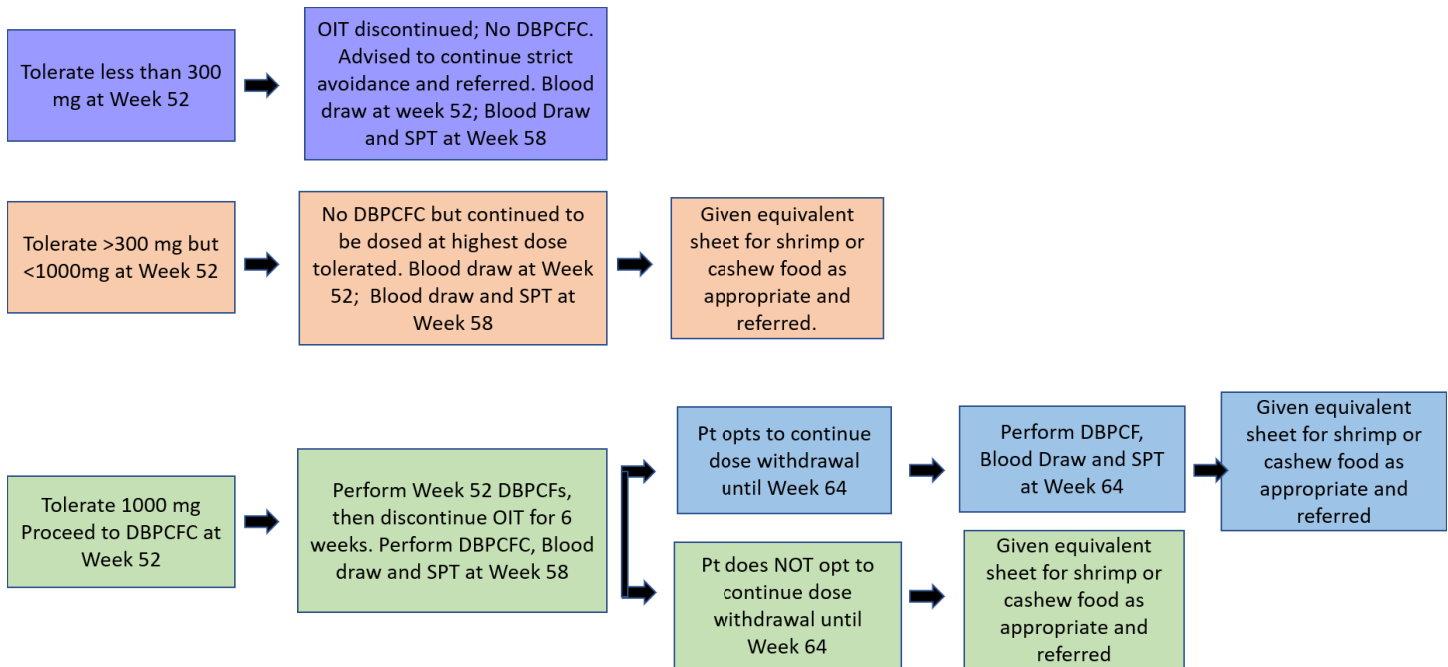 Tolerate less than 300
mg at Week 52
OIT discontinued; No DBPCFC.
Advised to continue strict
avoidance and referred. Blood
draw at week 52; Blood Draw
and SPT at Week 58
Tolerate >300 mg but
<1000mg at Week 52
No DBPCFC but continued to
be dosed at highest dose
tolerated. Blood draw at Week
52;  Blood draw and SPT at
Week 58
Given equivalent
sheet for shrimp or
cashew food as
appropriate and
referred.
Tolerate 1000 mg
Proceed to DBPCFC at
Week 52
Perform Week 52 DBPCFs,
then discontinue OIT for 6
weeks. Perform DBPCFC, Blood
draw and SPT at Week 58
Pt opts to continue
dose withdrawal
until Week 64
Perform DBPCF,
Blood Draw and SPT
at Week 64
Given equivalent
sheet for shrimp or
cashew food as
appropriate and
referred
Pt does NOT opt to
continue dose
withdrawal until
Week 64
Given equivalent
sheet for shrimp or
cashew food as
appropriate and
referred